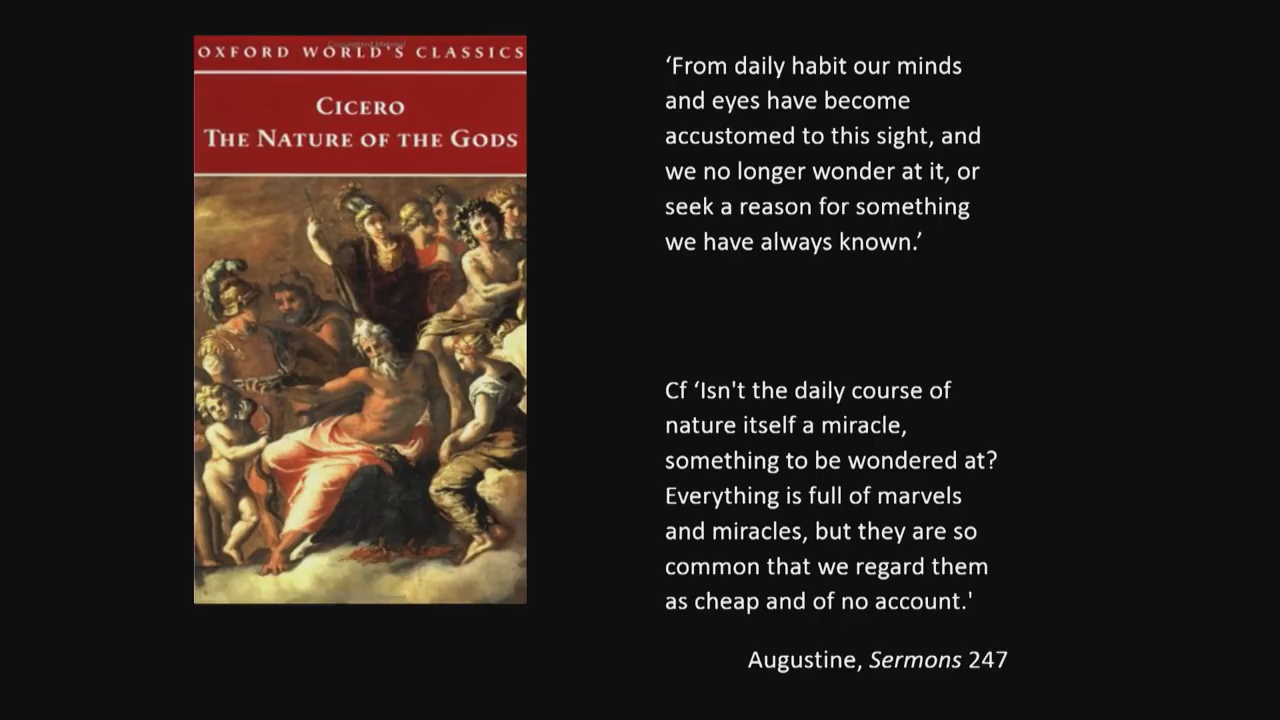 OXFORD WORLD'S CLASSICS
CICERO
THE NATURE OF THE GODS
‘From daily habit our minds
and eyes have become
accustomed to this sight, and
we no longer wonder at it, or
seek a reason for something
we have always known.’
Cf ‘Isn't the daily course of
nature itself a miracle,
something to be wondered at?
Everything is full of marvels
and miracles, but they are so
common that we regard them
as cheap and of no account.'
Augustine, Sermons 247